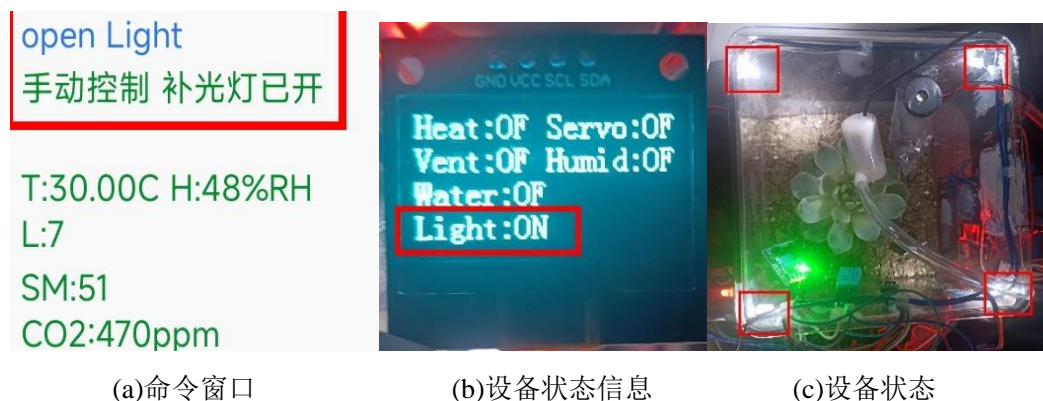 open Light
手动控制 补光灯已开
T:30.00C H:48%RH
L:7
SM:51
CO2:470ppm
GND VCC SCL SDA
Heat:OF Servo:OF
Vent:OF Humid:OF
Water:OF
Light:ON
(a)命令窗口
(b)设备状态信息
(c)设备状态